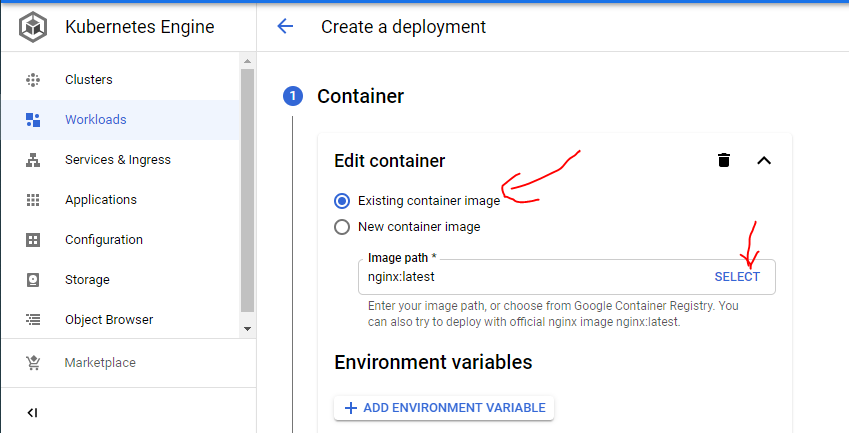 Kubernetes Engine
Create a deployment
Clusters
Workloads
Services & Ingress
Applications
Configuration
Storage
Object Browser
Marketplace
1 Container
Edit container
Existing container image
New container image
Image path *
nginx:latest SELECT
Enter your image path, or choose from Google Container Registry. You
can also try to deploy with official nginx image nginx:latest.
Environment variables
+ ADD ENVIRONMENT VARIABLE